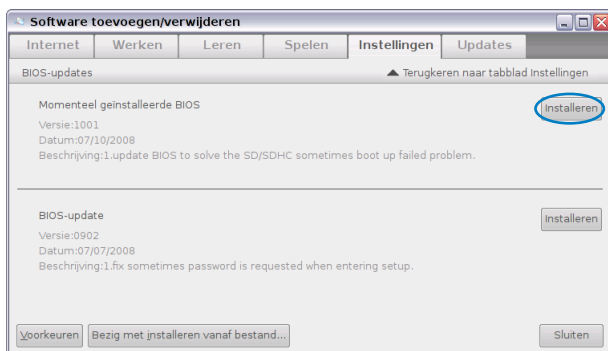 Software toevoegen/verwijderen
Internet Werken Leren Spelen Instellingen Updates
BIOS-updates Terugkeren naar tabblad Instellingen
Momenteel geïnstalleerde BIOS Installeren
Versie:1001
Datum:07/10/2008
Beschrijving:1.update BIOS to solve the SD/SDHC sometimes boot up failed problem.
BIOS-update Installeren
Versie:0902
Datum:07/07/2008
Beschrijving:1.fix sometimes password is requested when entering setup.
Voorkeuren Bezig met installeren vanaf bestand... Sluiten